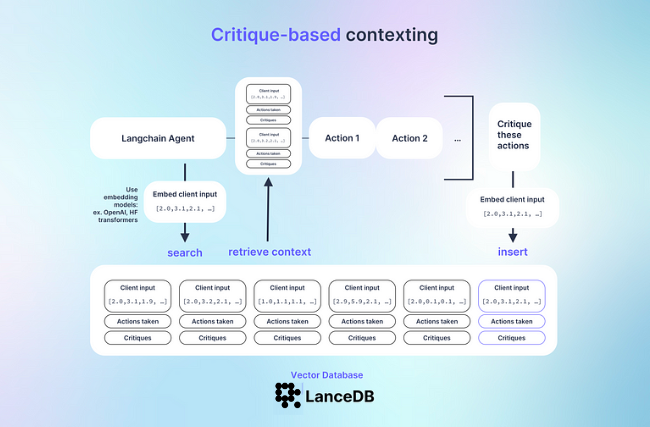 Critique-based contexting
Client input
[2.0,3.1,1.9, …]
Actions taken
Critiques
Client input
[2.0,3.2,2.1, …]
Actions taken
Critiques
Langchain Agent
Action 1
Action 2
...
Critique
these
actions
Use
embedding
models:
ex. OpenAI, HF
transformers
Embed client input
[2.0,3.1,2.1, …]
Embed client input
[2.0,3.1,2.1, …]
search
retrieve context
insert
Client input
[2.0,3.1,1.9, …]
Actions taken
Critiques
Client input
[2.0,3.2,2.1, …]
Actions taken
Critiques
Client input
[1.0,1.1,1.1, …]
Actions taken
Critiques
Client input
[2.9,5.9,2.1, …]
Actions taken
Critiques
Client input
[2.0,0.1,0.1, …]
Actions taken
Critiques
Client input
[2.0,3.1,2.1, …]
Actions taken
Critiques
Vector Database
LanceDB